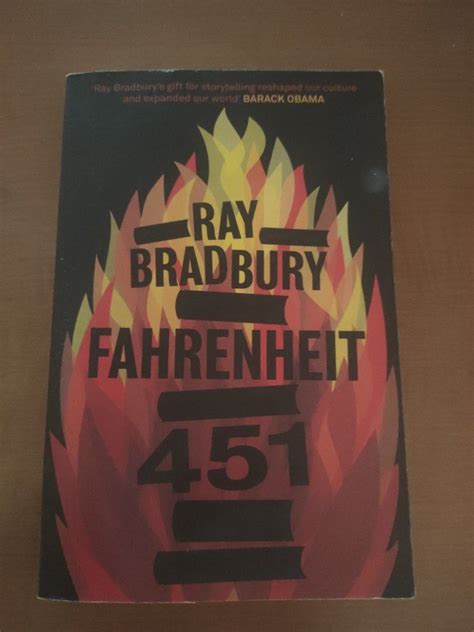 'Ray Bradbury's gift for storytelling reshaped our culture
and expanded our world' BARACK OBAMA
RAY
BRADBURY
FAHRENHEIT
451